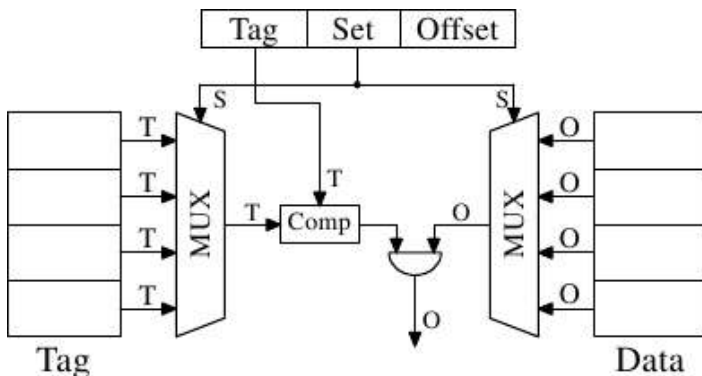 Tag Set Offset
S S
T O
T T O
T O
T Comp O
MUX MUX
T O
T O
O
Tag Data